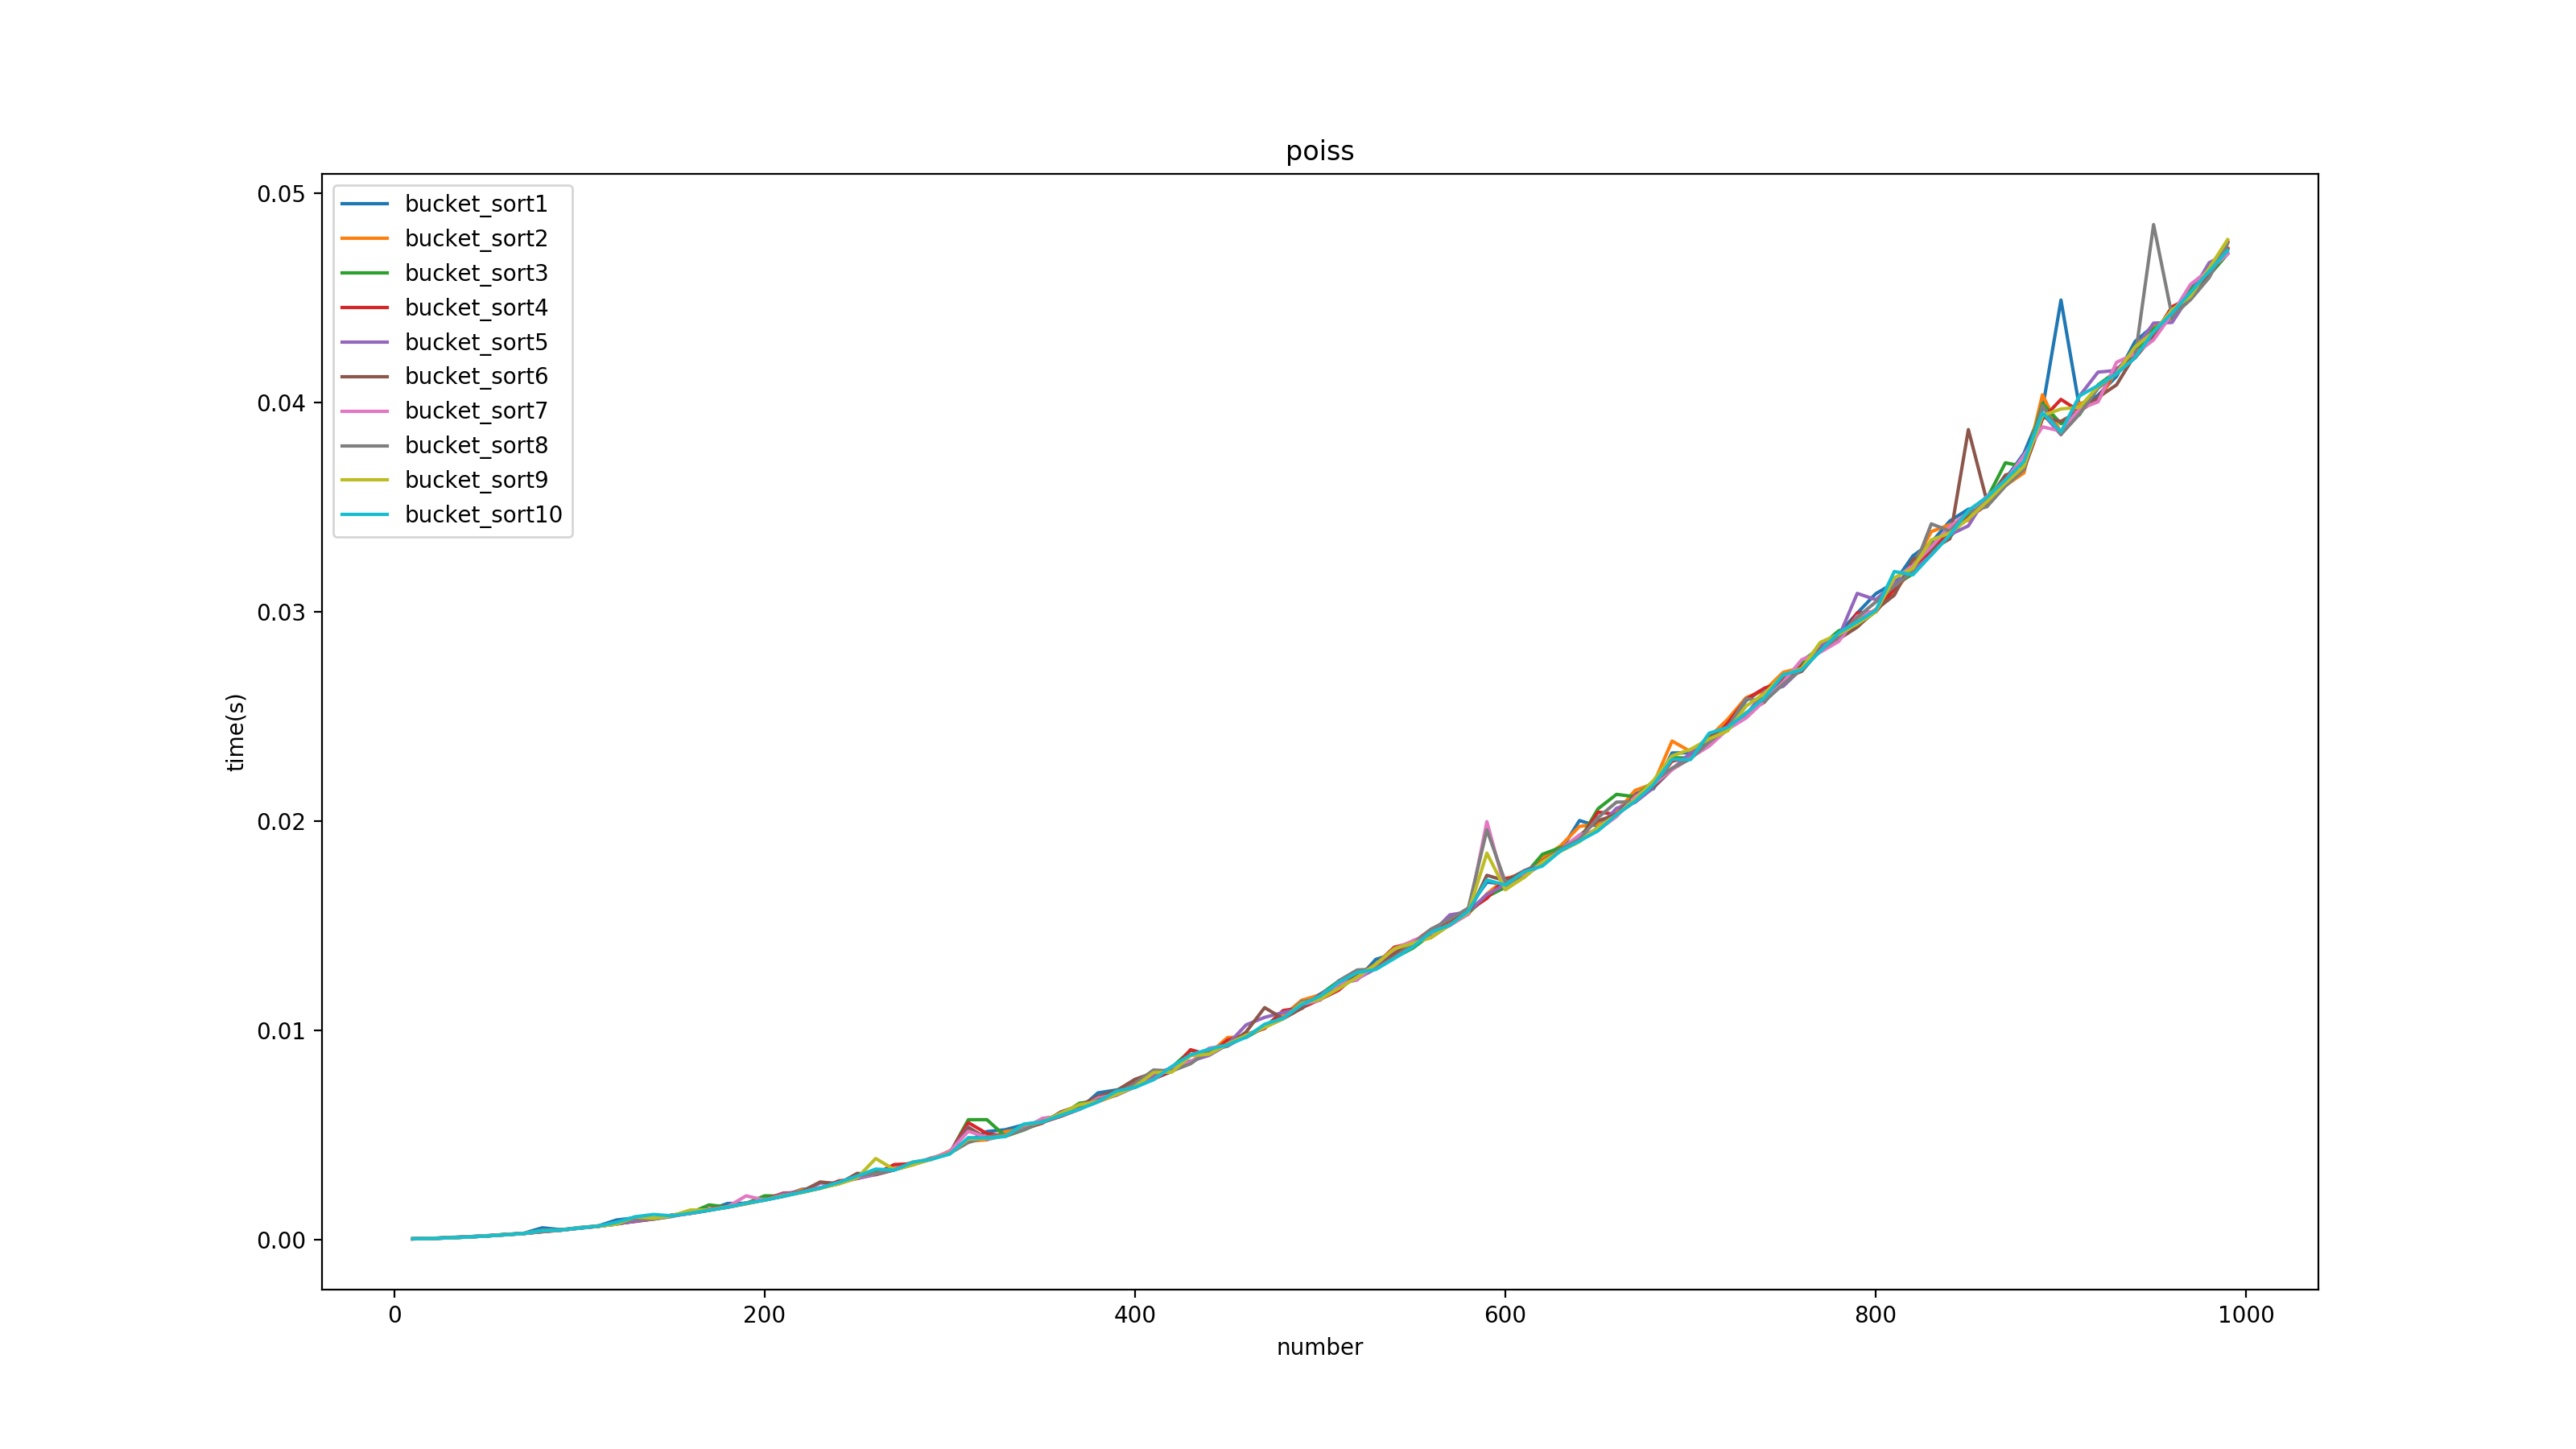 poiss
0.05
0.04
0.03
0.02
0.01
0.00
time(s)
bucket_sort1
bucket_sort2
bucket_sort3
bucket_sort4
bucket_sort5
bucket_sort6
bucket_sort7
bucket_sort8
bucket_sort9
bucket_sort10
0 200 400 600 800 1000
number